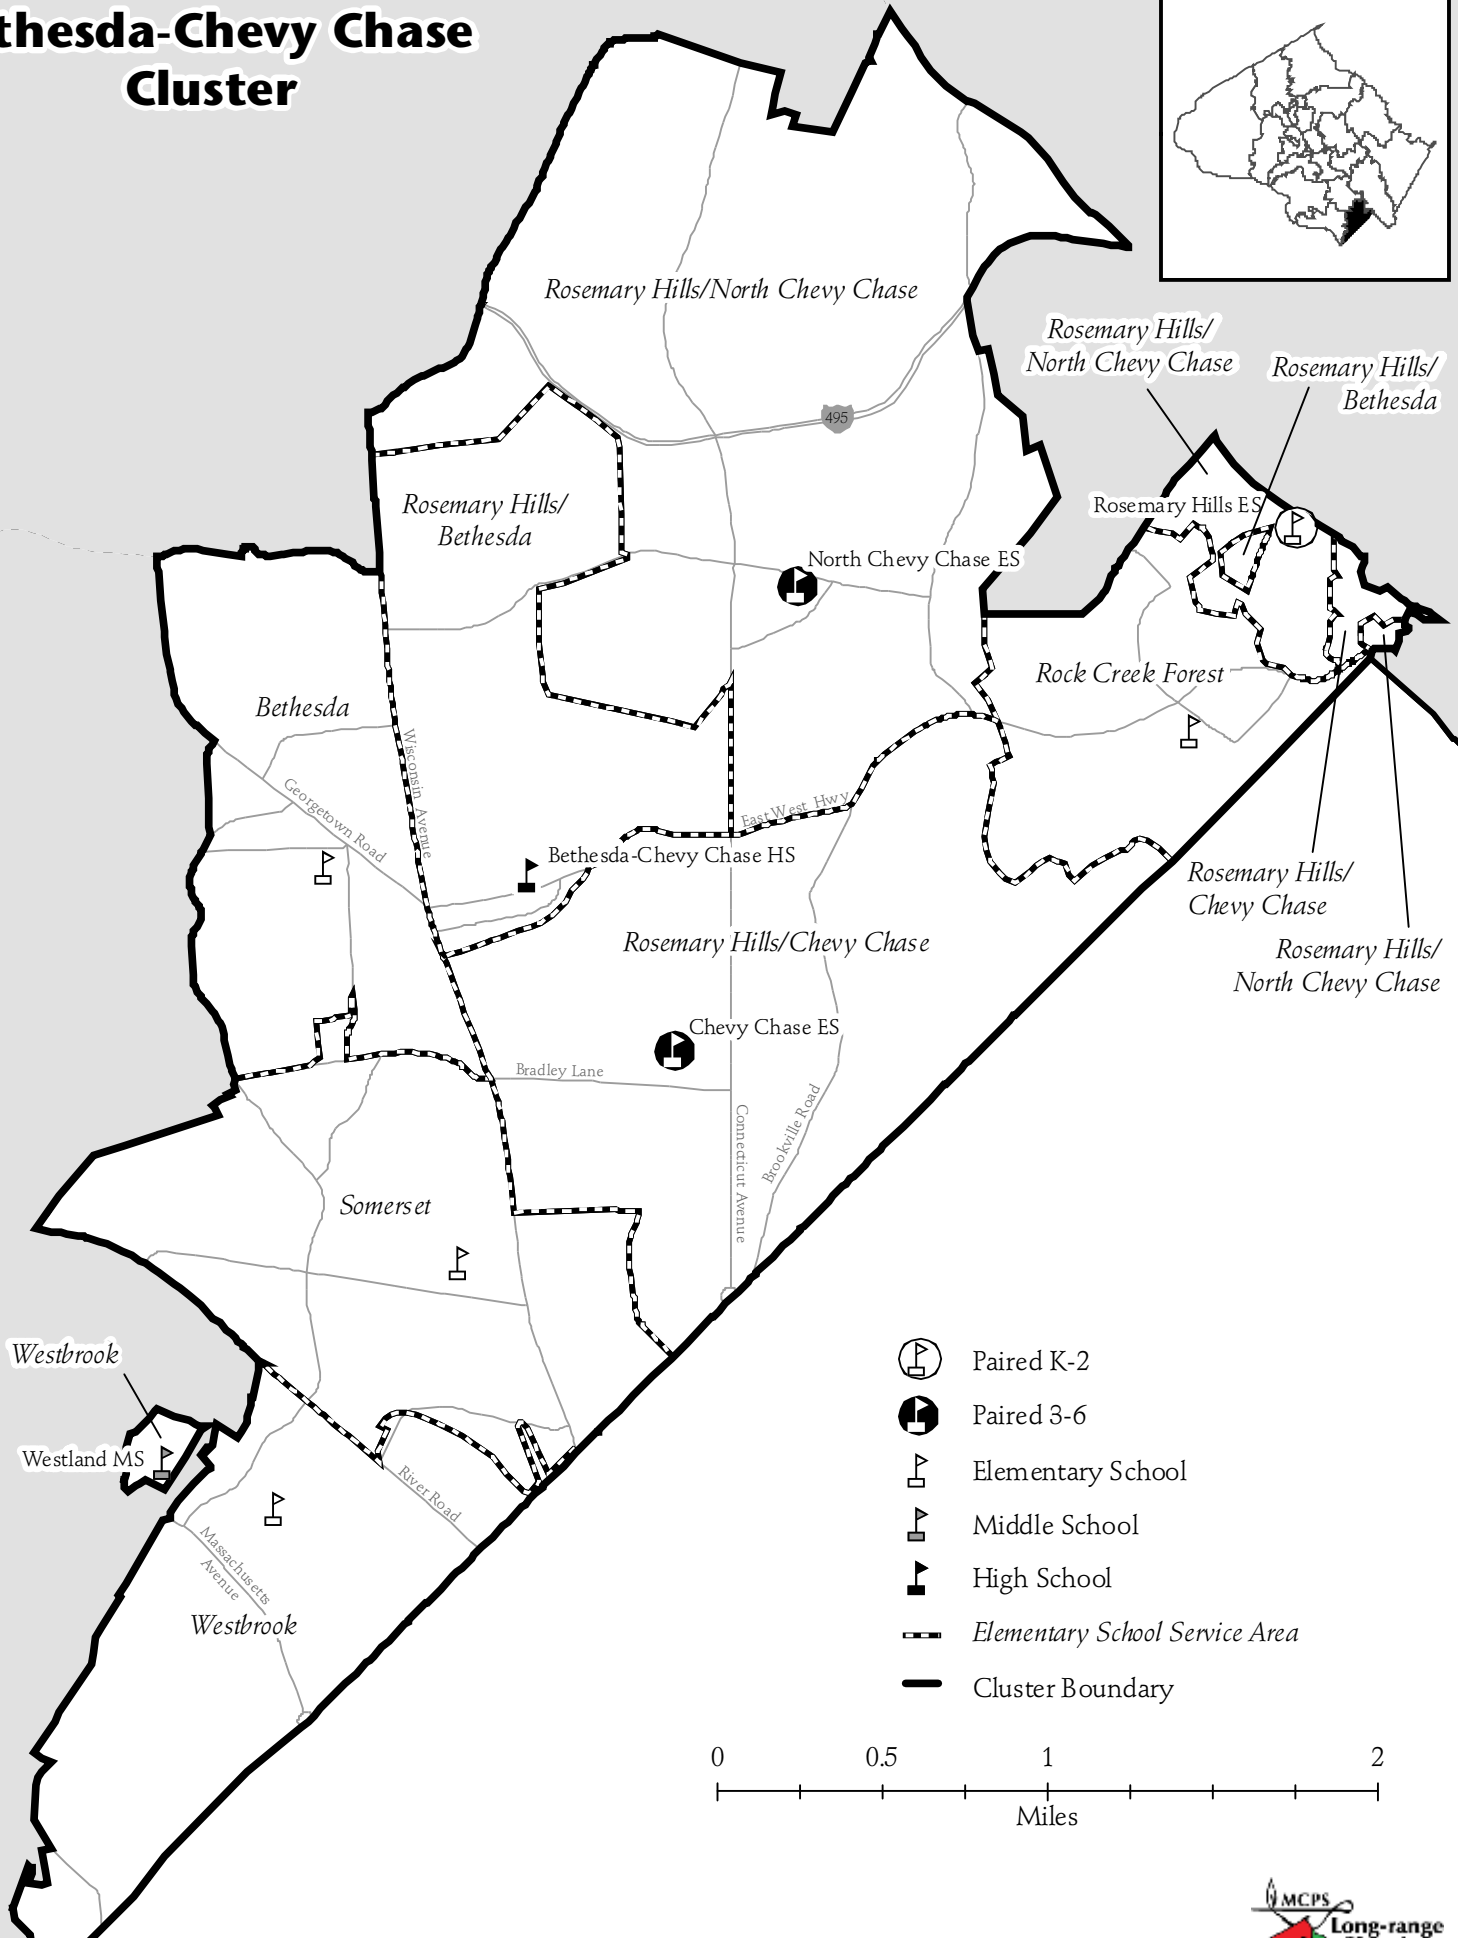 thesda-Chevy Chase
Cluster
Rosemary Hills/North Chevy Chase
495
Rosemary Hills/
North Chevy Chase
Rosemary Hills/
Bethesda
Rosemary Hills/
Bethesda
Rosemary Hills ES
North Chevy Chase ES
Rock Creek Forest
Bethesda
Wisconsin Avenue
Georgetown Road
East West Hwy
Bethesda-Chevy Chase HS
Rosemary Hills/
Chevy Chase
Rosemary Hills/Chevy Chase
Rosemary Hills/
North Chevy Chase
Chevy Chase ES
Bradley Lane
Connecticut Avenue
Brookville Road
Somerset
Westbrook
Westland MS
River Road
Massachusetts
Avenue
Westbrook
Paired K-2
Paired 3-6
Elementary School
Middle School
High School
Elementary School Service Area
Cluster Boundary
0 0.5 1 2
Miles
MCPS
Long-range